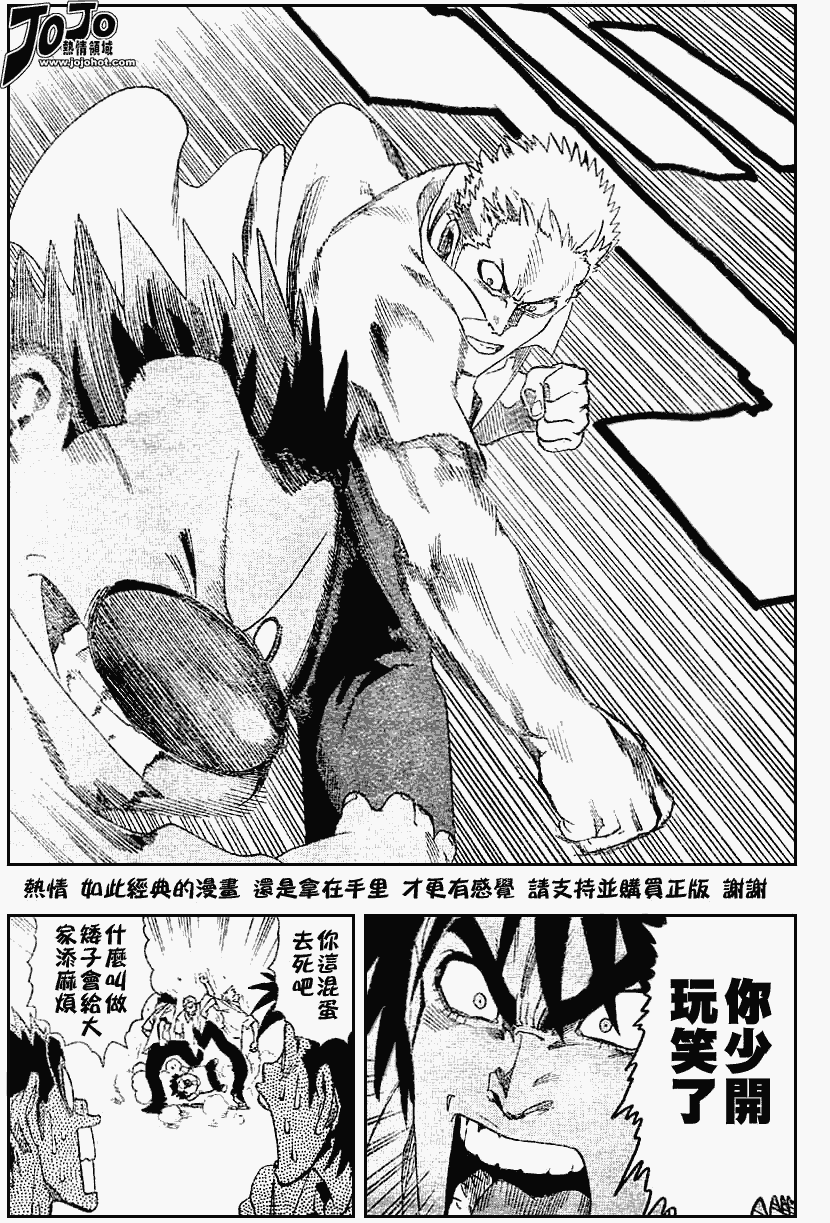 JOJO
熱情領域
www.jojohot.com
熱情 如此經典的漫畫 還是拿在手里 才更有感覺 請支持並購買正版 謝謝
你少開
玩笑了
你這混蛋
去死吧
什麼叫做
矮子會給大
家添麻煩